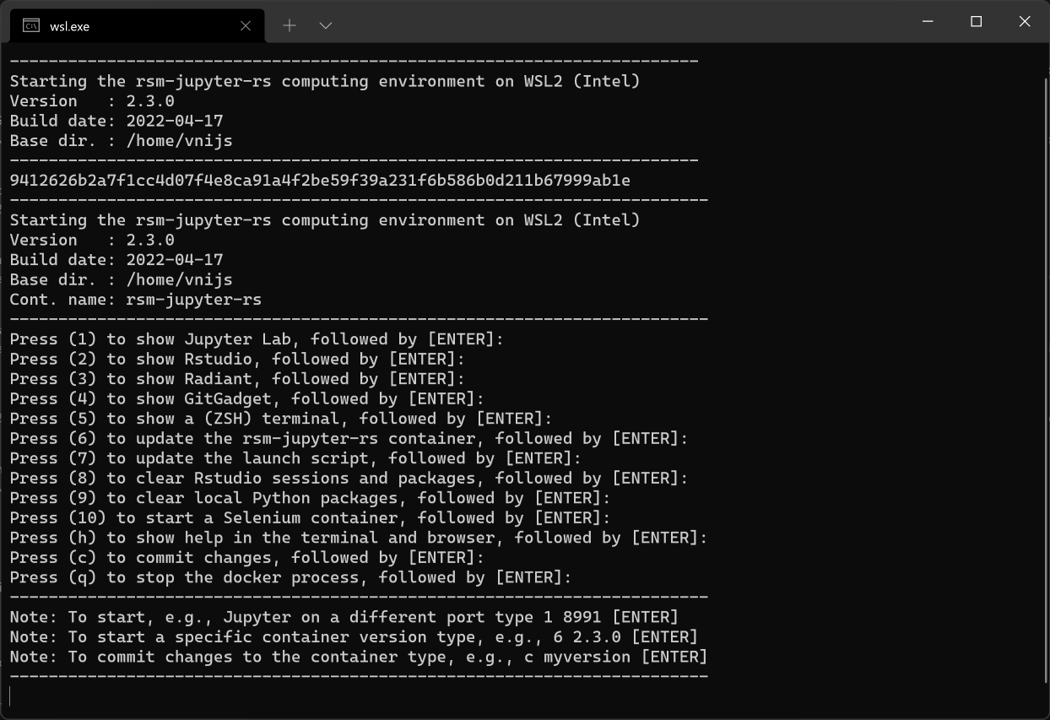 wsl.exe
-----------------------------------------------------------------------
Starting the rsm-jupyter-rs computing environment on WSL2 (Intel)
Version   : 2.3.0
Build date: 2022-04-17
Base dir. : /home/vnijs
-----------------------------------------------------------------------
9412626b2a7f1cc4d07f4e8ca91a4f2be59f39a231f6b586b0d211b67999ab1e
------------------------------------------------------------------------
Starting the rsm-jupyter-rs computing environment on WSL2 (Intel)
Version   : 2.3.0
Build date: 2022-04-17
Base dir. : /home/vnijs
Cont. name: rsm-jupyter-rs
------------------------------------------------------------------------
Press (1) to show Jupyter Lab, followed by [ENTER]:
Press (2) to show Rstudio, followed by [ENTER]:
Press (3) to show Radiant, followed by [ENTER]:
Press (4) to show GitGadget, followed by [ENTER]:
Press (5) to show a (ZSH) terminal, followed by [ENTER]:
Press (6) to update the rsm-jupyter-rs container, followed by [ENTER]:
Press (7) to update the launch script, followed by [ENTER]:
Press (8) to clear Rstudio sessions and packages, followed by [ENTER]:
Press (9) to clear local Python packages, followed by [ENTER]:
Press (10) to start a Selenium container, followed by [ENTER]:
Press (h) to show help in the terminal and browser, followed by [ENTER]:
Press (c) to commit changes, followed by [ENTER]:
Press (q) to stop the docker process, followed by [ENTER]:
------------------------------------------------------------------------
Note: To start, e.g., Jupyter on a different port type 1 8991 [ENTER]
Note: To start a specific container version type, e.g., 6 2.3.0 [ENTER]
Note: To commit changes to the container type, e.g., c myversion [ENTER]
------------------------------------------------------------------------